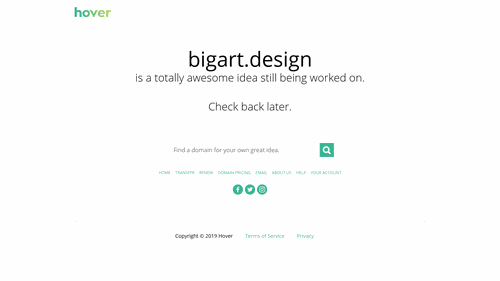 hover
bigart.design
is a totally awesome idea still being worked on.
Check back later.
Find a domain for your own great idea.
HOME TRANSFER RENEW DOMAIN PRICING EMAIL ABOUT US HELP YOUR ACCOUNT
Copyright © 2019 Hover Terms of Service Privacy